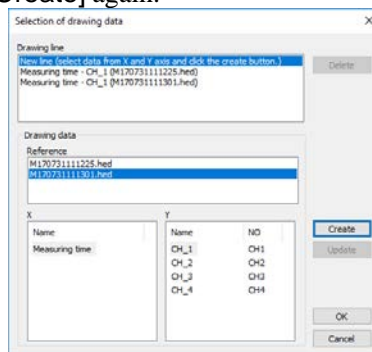 Create] again.
Selection of drawing data
Drawing line
New line (select data from X and Y axis and click the create button.)
Measuring time - CH_1 (M170731111225.hed)
Measuring time - CH_1 (M170731111301.hed)
Delete
Drawing data
Reference
M170731111225.hed
M170731111301.hed
X
Y
Name
Name NO
Measuring time
CH_1 CH1
CH_2 CH2
CH_3 CH3
CH_4 CH4
Create
Update
OK
Cancel